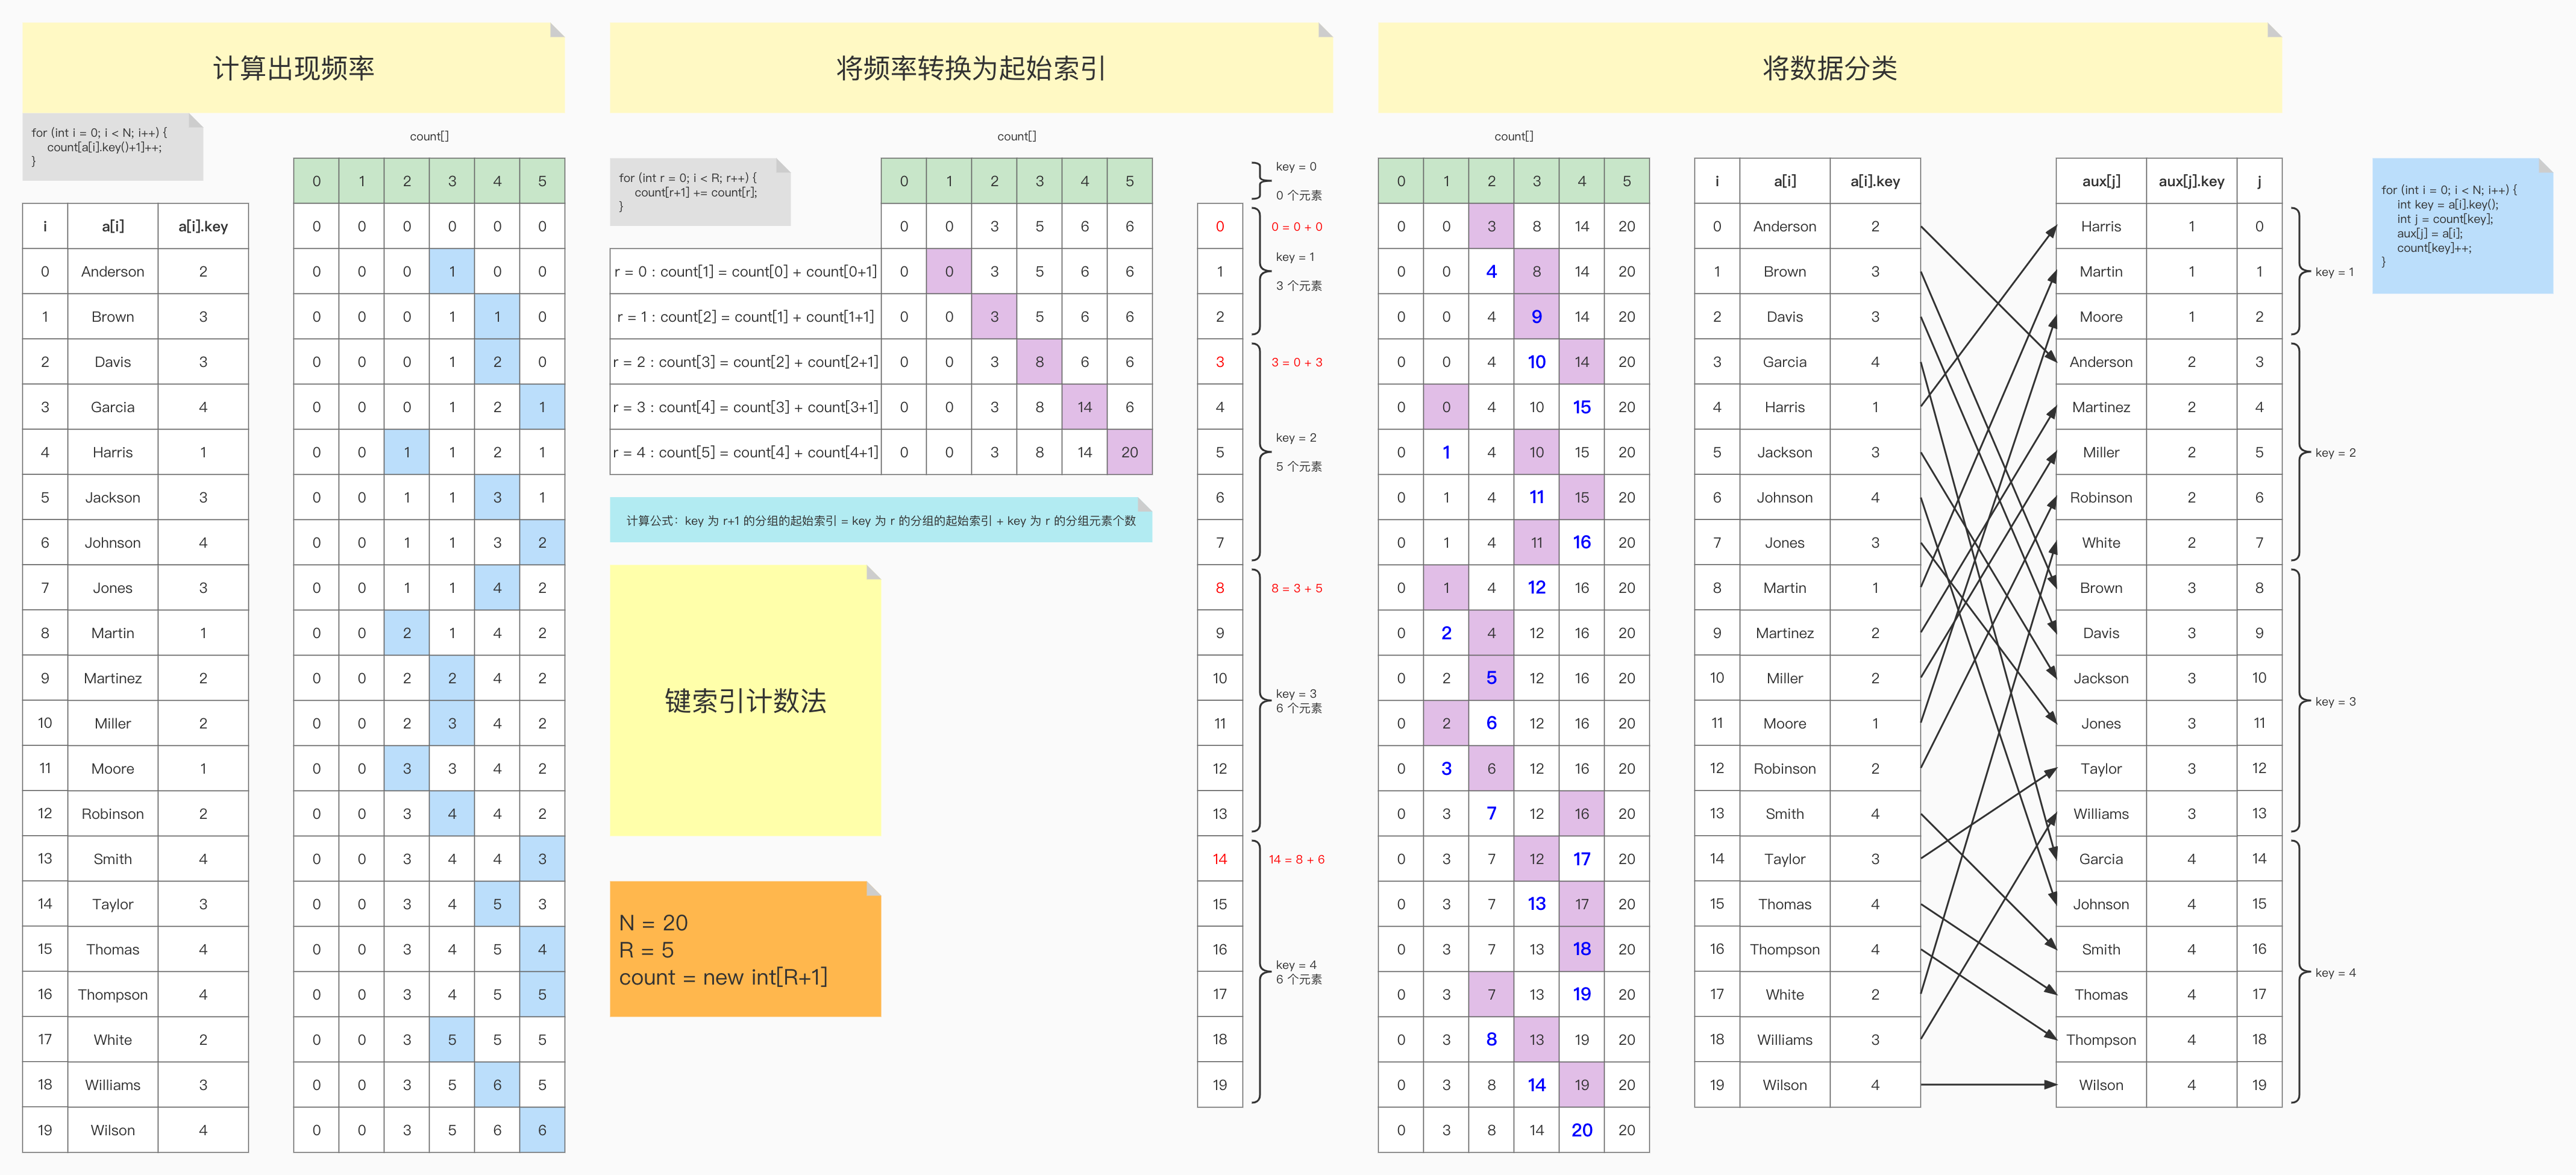 计算出现频率
for (int i = 0; i < N; i++) {
count[a[i].key()+1]++;
}
count[]
0 1 2 3 4 5
0 0 0 0 0 0
i a[i] a[i].key
0 Anderson 2 0 0 0 1 0 0
1 Brown 3 0 0 0 1 1 0
2 Davis 3 0 0 0 1 2 0
3 Garcia 4 0 0 0 1 2 1
4 Harris 1 0 0 1 1 2 1
5 Jackson 3 0 0 1 1 3 1
6 Johnson 4 0 0 1 1 3 2
7 Jones 3 0 0 1 1 4 2
8 Martin 1 0 0 2 1 4 2
9 Martinez 2 0 0 2 2 4 2
10 Miller 2 0 0 2 3 4 2
11 Moore 1 0 0 3 3 4 2
12 Robinson 2 0 0 3 4 4 2
13 Smith 4 0 0 3 4 4 3
14 Taylor 3 0 0 3 4 5 3
15 Thomas 4 0 0 3 4 5 4
16 Thompson 4 0 0 3 4 5 5
17 White 2 0 0 3 5 5 5
18 Williams 3 0 0 3 5 6 5
19 Wilson 4 0 0 3 5 6 6
将频率转换为起始索引
for (int r = 0; i < R; r++) {
count[r+1] += count[r];
}
count[]
0 1 2 3 4 5
0 0 3 5 6 6
r = 0 : count[1] = count[0] + count[0+1] 0 0 3 5 6 6
r = 1 : count[2] = count[1] + count[1+1] 0 0 3 5 6 6
r = 2 : count[3] = count[2] + count[2+1] 0 0 3 8 6 6
r = 3 : count[4] = count[3] + count[3+1] 0 0 3 8 14 6
r = 4 : count[5] = count[4] + count[4+1] 0 0 3 8 14 20
计算公式：key 为 r+1 的分组的起始索引 = key 为 r 的分组的起始索引 + key 为 r 的分组元素个数
键索引计数法
N = 20
R = 5
count = new int[R+1]
key = 0
0 个元素
0 0 = 0 + 0
1 key = 1
3 个元素
2
3 3 = 0 + 3
4
key = 2
5
5 个元素
6
7
8 8 = 3 + 5
9
10
key = 3
6 个元素
11
12
13
14 14 = 8 + 6
15
16
key = 4
6 个元素
17
18
19
将数据分类
count[]
0 1 2 3 4 5
0 0 3 8 14 20
0 0 4 8 14 20
0 0 4 9 14 20
0 0 4 10 14 20
0 0 4 10 15 20
0 1 4 10 15 20
0 1 4 11 15 20
0 1 4 11 16 20
0 1 4 12 16 20
0 2 4 12 16 20
0 2 5 12 16 20
0 2 6 12 16 20
0 3 6 12 16 20
0 3 7 12 16 20
0 3 7 12 17 20
0 3 7 13 17 20
0 3 7 13 18 20
0 3 7 13 19 20
0 3 8 13 19 20
0 3 8 14 19 20
0 3 8 14 20 20
i a[i] a[i].key
0 Anderson 2
1 Brown 3
2 Davis 3
3 Garcia 4
4 Harris 1
5 Jackson 3
6 Johnson 4
7 Jones 3
8 Martin 1
9 Martinez 2
10 Miller 2
11 Moore 1
12 Robinson 2
13 Smith 4
14 Taylor 3
15 Thomas 4
16 Thompson 4
17 White 2
18 Williams 3
19 Wilson 4
aux[j] aux[j].key j
Harris 1 0
Martin 1 1
Moore 1 2
Anderson 2 3
Martinez 2 4
Miller 2 5
Robinson 2 6
White 2 7
Brown 3 8
Davis 3 9
Jackson 3 10
Jones 3 11
Taylor 3 12
Williams 3 13
Garcia 4 14
Johnson 4 15
Smith 4 16
Thomas 4 17
Thompson 4 18
Wilson 4 19
key = 1
key = 2
key = 3
key = 4
for (int i = 0; i < N; i++) {
int key = a[i].key();
int j = count[key];
aux[j] = a[i];
count[key]++;
}